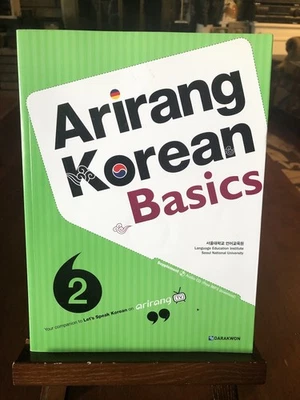 Arirang
Korean
Basics
서울대학교 언어교육원
Language Education Institute
Seoul National University
2
Your companion to Let's Speak Korean on arirang TV
DARAKWON